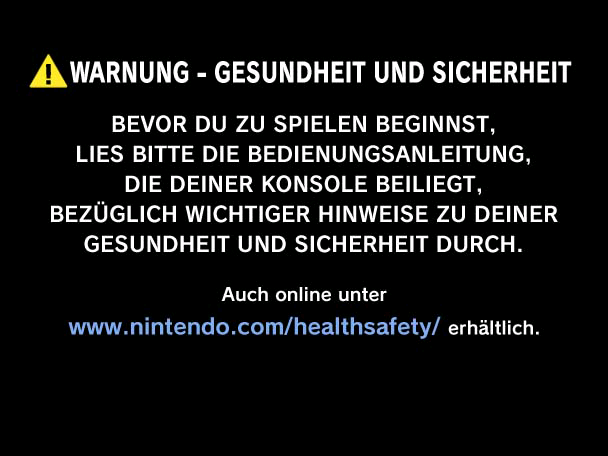 WARNUNG - GESUNDHEIT UND SICHERHEIT
BEVOR DU ZU SPIELEN BEGINNST,
LIES BITTE DIE BEDIENUNGSANLEITUNG,
DIE DEINER KONSOLE BEILIEGT,
BEZÜGLICH WICHTIGER HINWEISE ZU DEINER
GESUNDHEIT UND SICHERHEIT DURCH.
Auch online unter
www.nintendo.com/healthsafety/ erhältlich.